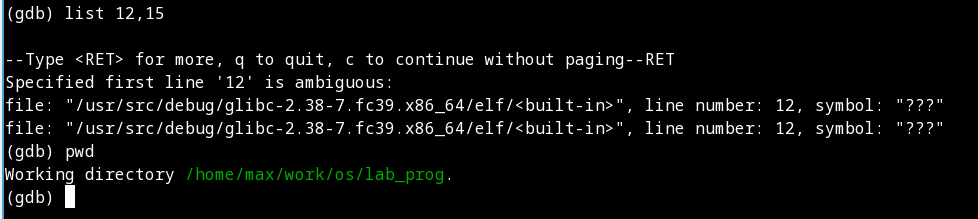 (gdb) list 12,15
--Type <RET> for more, q to quit, c to continue without paging--RET
Specified first line '12' is ambiguous:
file: "/usr/src/debug/glibc-2.38-7.fc39.x86_64/elf/<built-in>", line number: 12, symbol: "???"
file: "/usr/src/debug/glibc-2.38-7.fc39.x86_64/elf/<built-in>", line number: 12, symbol: "???"
(gdb) pwd
Working directory /home/max/work/os/lab_prog.
(gdb)